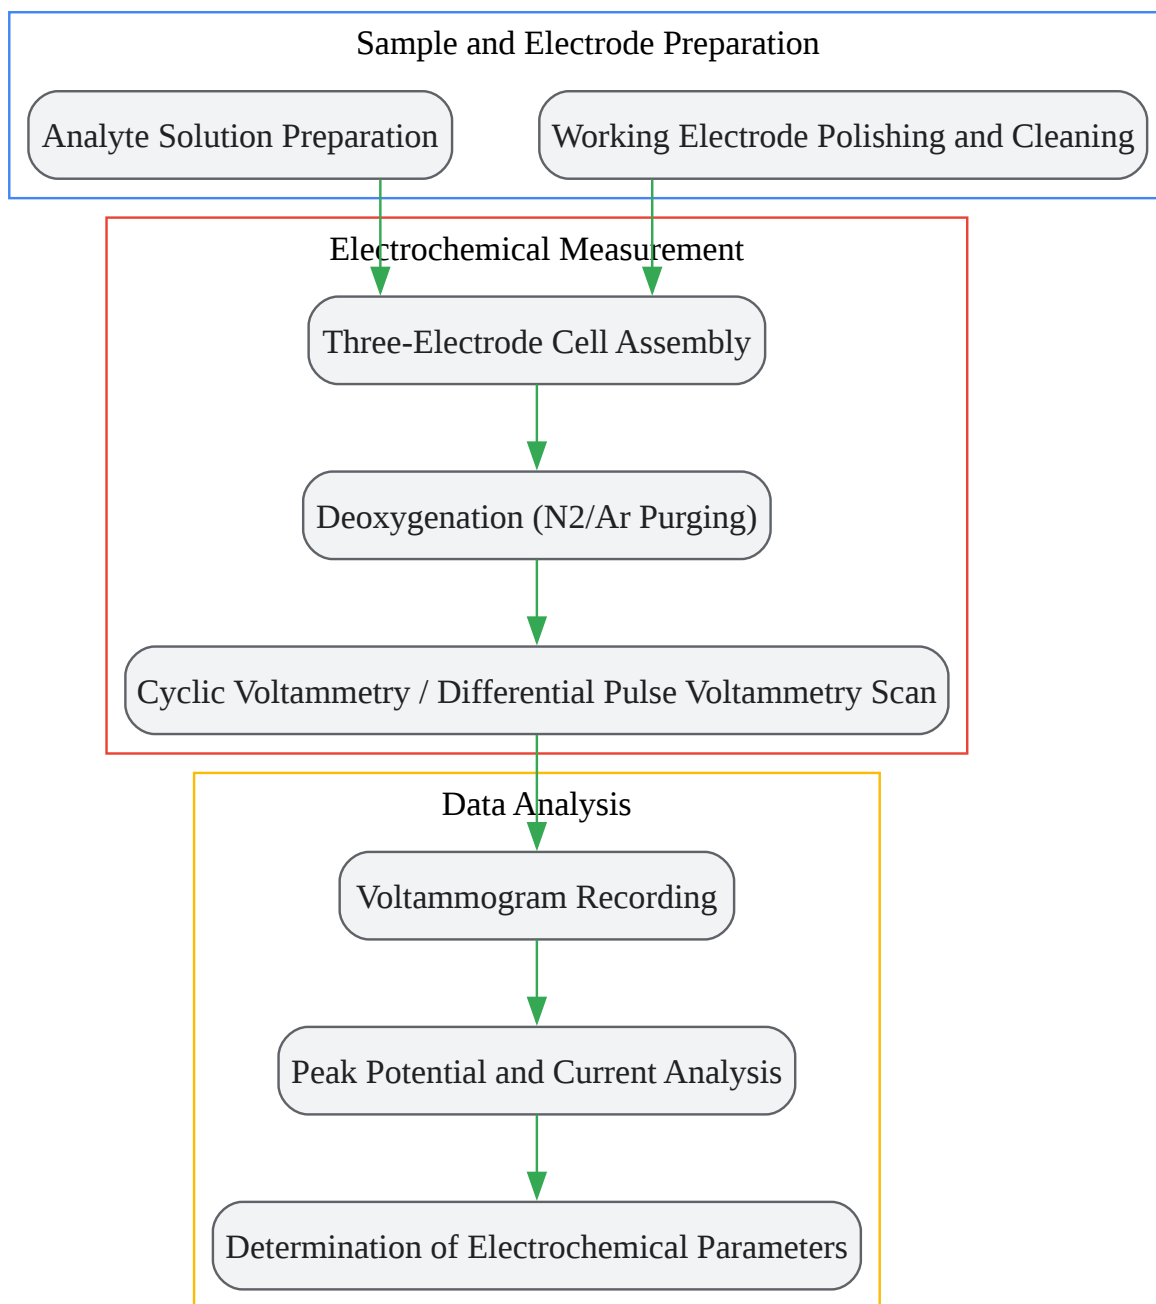 Sample and Electrode Preparation
Analyte Solution Preparation
Working Electrode Polishing and Cleaning
Electrochemical Measurement
Three-Electrode Cell Assembly
Deoxygenation (N2/Ar Purging)
Cyclic Voltammetry / Differential Pulse Voltammetry Scan
Data Analysis
Voltammogram Recording
Peak Potential and Current Analysis
Determination of Electrochemical Parameters